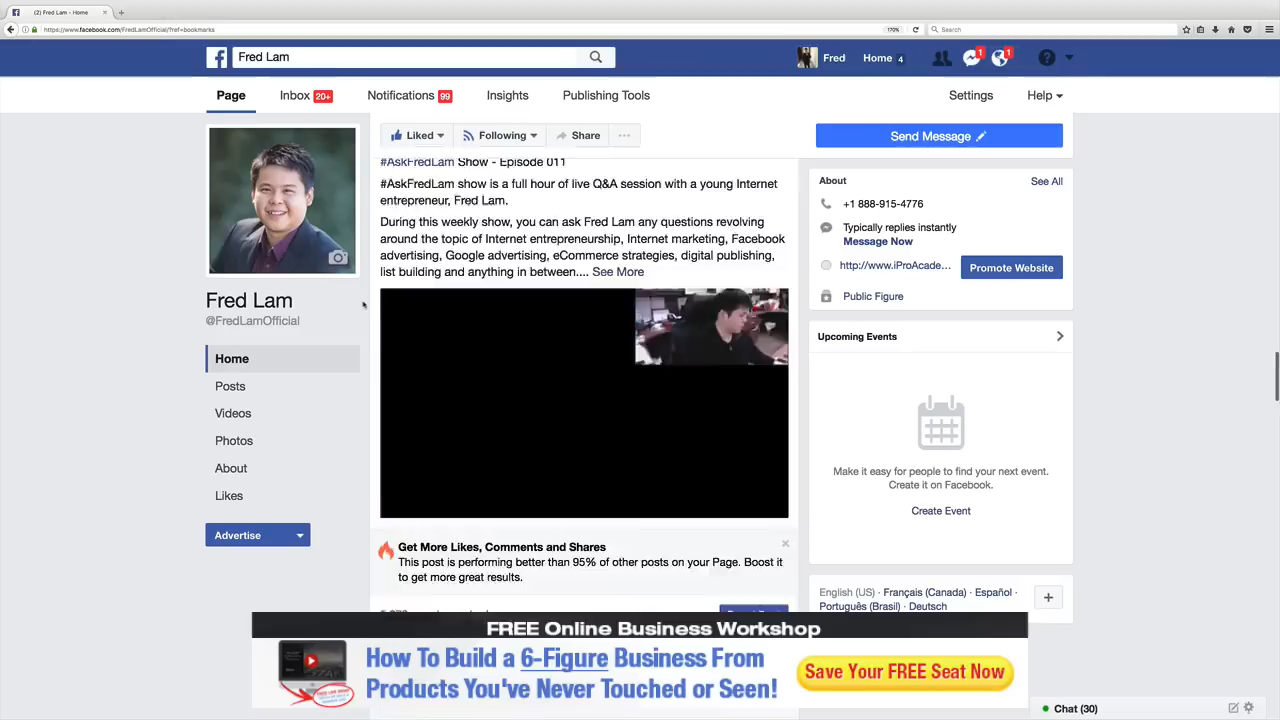 (2) Fred Lam - Home
https://www.facebook.com/FredLamOfficial/?ref=bookmarks
170%
Search
Fred Lam
Fred
Home 4
1
1
Page
Inbox 20+
Notifications 99
Insights
Publishing Tools
Settings
Help
Liked
Following
Share
Send Message
#AskFredLam Show - Episode 011
#AskFredLam show is a full hour of live Q&A session with a young Internet
entrepreneur, Fred Lam.
During this weekly show, you can ask Fred Lam any questions revolving
around the topic of Internet entrepreneurship, Internet marketing, Facebook
advertising, Google advertising, eCommerce strategies, digital publishing,
list building and anything in between.... See More
Fred Lam
@FredLamOfficial
Home
Posts
Videos
Photos
About
Likes
Advertise
Get More Likes, Comments and Shares
This post is performing better than 95% of other posts on your Page. Boost it
to get more great results.
About
See All
+1 888-915-4776
Typically replies instantly
Message Now
http://www.iProAcade...
Promote Website
Public Figure
Upcoming Events
Make it easy for people to find your next event.
Create it on Facebook.
Create Event
English (US) · Français (Canada) · Español ·
Português (Brasil) · Deutsch
FREE Online Business Workshop
How To Build a 6-Figure Business From
Products You've Never Touched or Seen!
Save Your FREE Seat Now
Chat (30)